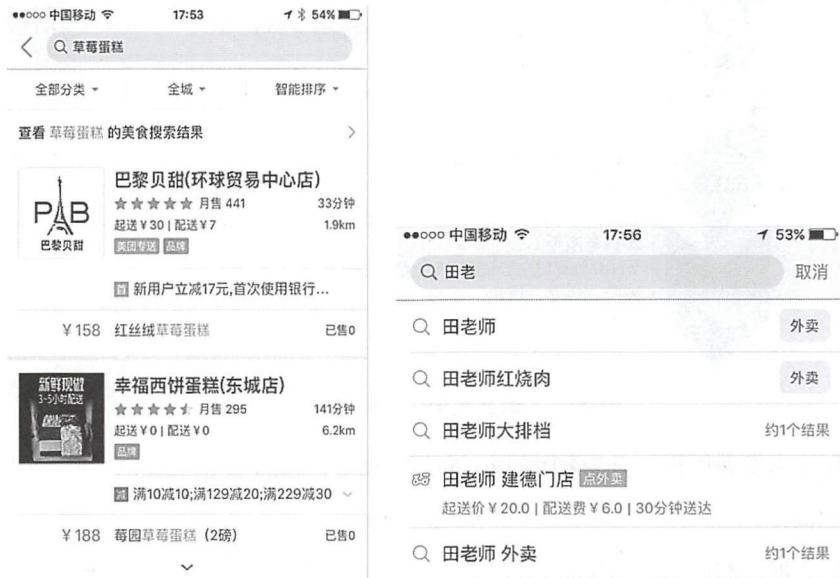 中国移动 17:53 54%
草莓蛋糕
全部分类 全城 智能排序
查看 草莓蛋糕 的美食搜索结果
PAB
巴黎贝甜
巴黎贝甜(环球贸易中心店)
月售 441 33分钟
起送¥30 | 配送¥7 1.9km
美团专送 品牌
首 新用户立减17元,首次使用银行...
¥158 红丝绒草莓蛋糕 已售0
新鲜现做
3-5小时配送
幸福西饼蛋糕(东城店)
月售 295 141分钟
起送¥0 | 配送¥0 6.2km
品牌
减 满10减10;满129减20;满229减30
¥188 莓园草莓蛋糕(2磅) 已售0
中国移动 17:56 53%
田老 取消
田老师 外卖
田老师红烧肉 外卖
田老师大排档 约1个结果
田老师 建德门店 点外卖
起送价¥20.0 | 配送费¥6.0 | 30分钟送达
田老师 外卖 约1个结果